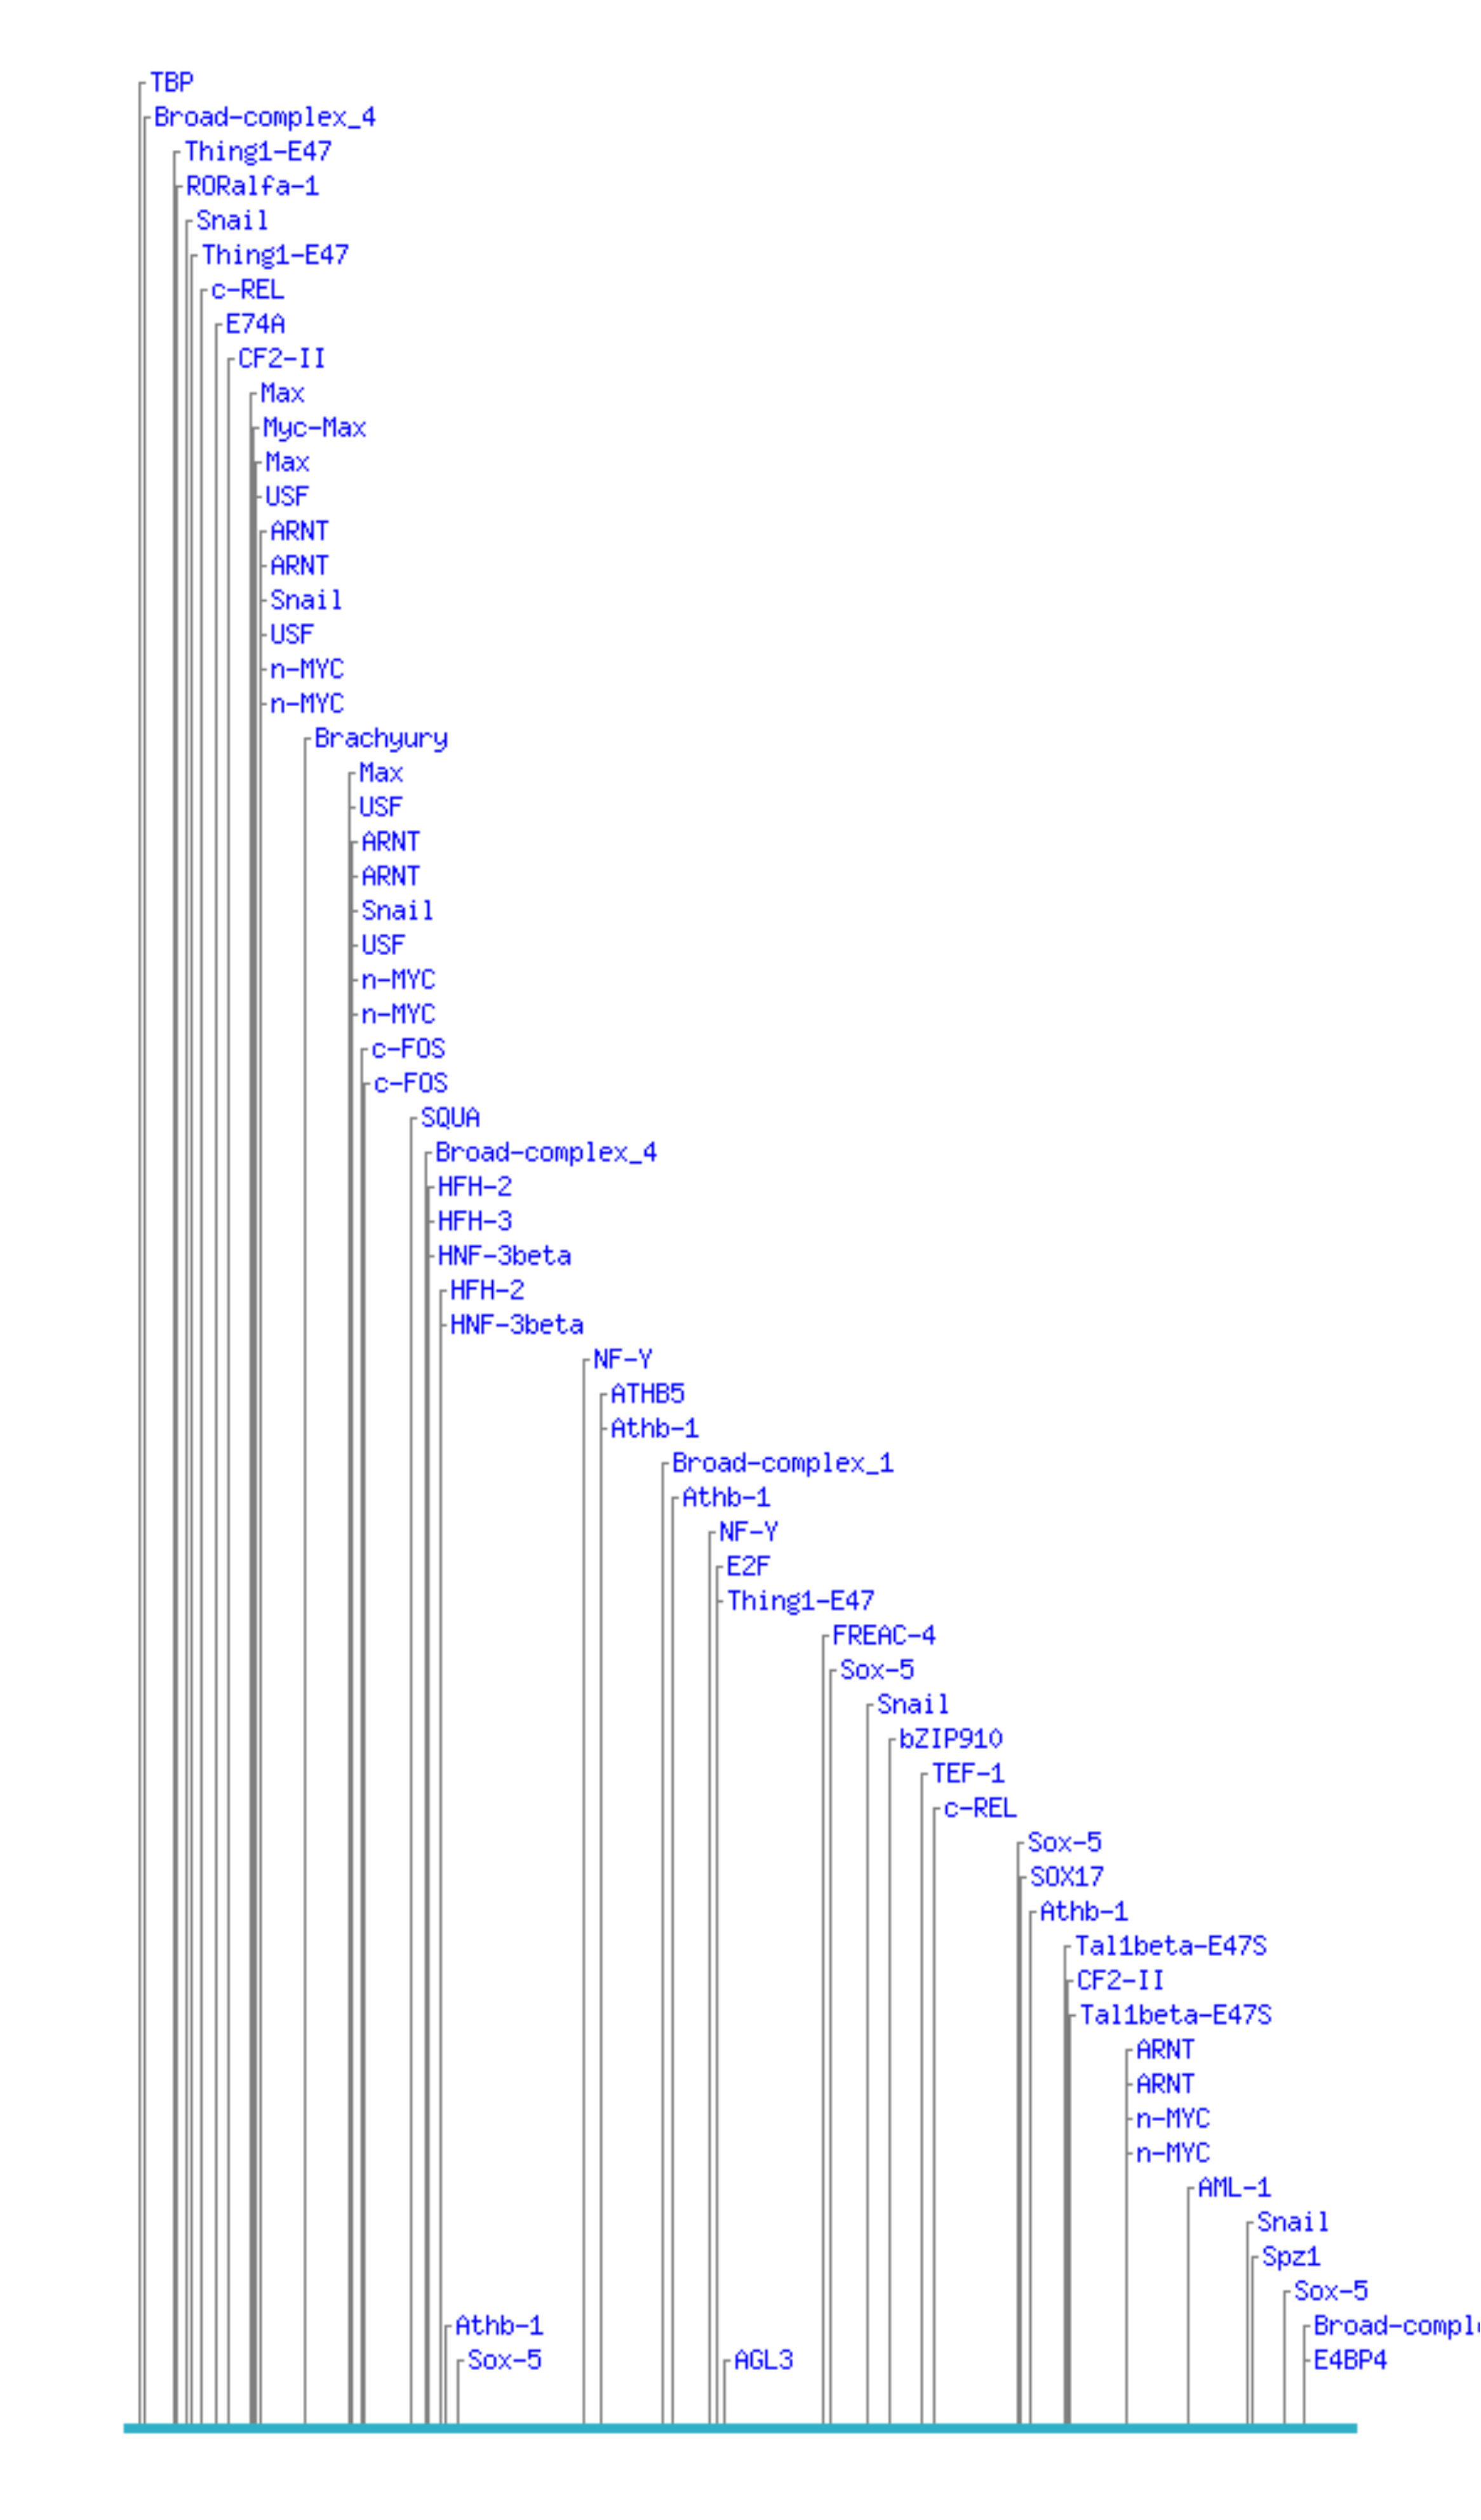 TBP
Broad-complex_4
Thing1-E47
RORalfa-1
Snail
Thing1-E47
c-REL
E74A
CF2-II
Max
Myc-Max
Max
USF
ARNT
ARNT
Snail
USF
n-MYC
n-MYC
Brachyury
Max
USF
ARNT
ARNT
Snail
USF
n-MYC
n-MYC
c-FOS
c-FOS
SQUA
Broad-complex_4
HFH-2
HFH-3
HNF-3beta
HFH-2
HNF-3beta
NF-Y
ATHB5
Athb-1
Broad-complex_1
Athb-1
NF-Y
E2F
Thing1-E47
FREAC-4
Sox-5
Snail
bZIP910
TEF-1
c-REL
Sox-5
SOX17
Athb-1
Tal1beta-E47S
CF2-II
Tal1beta-E47S
ARNT
ARNT
n-MYC
n-MYC
AML-1
Snail
Spz1
Sox-5
Athb-1 Broad-compl
Sox-5 AGL3 E4BP4